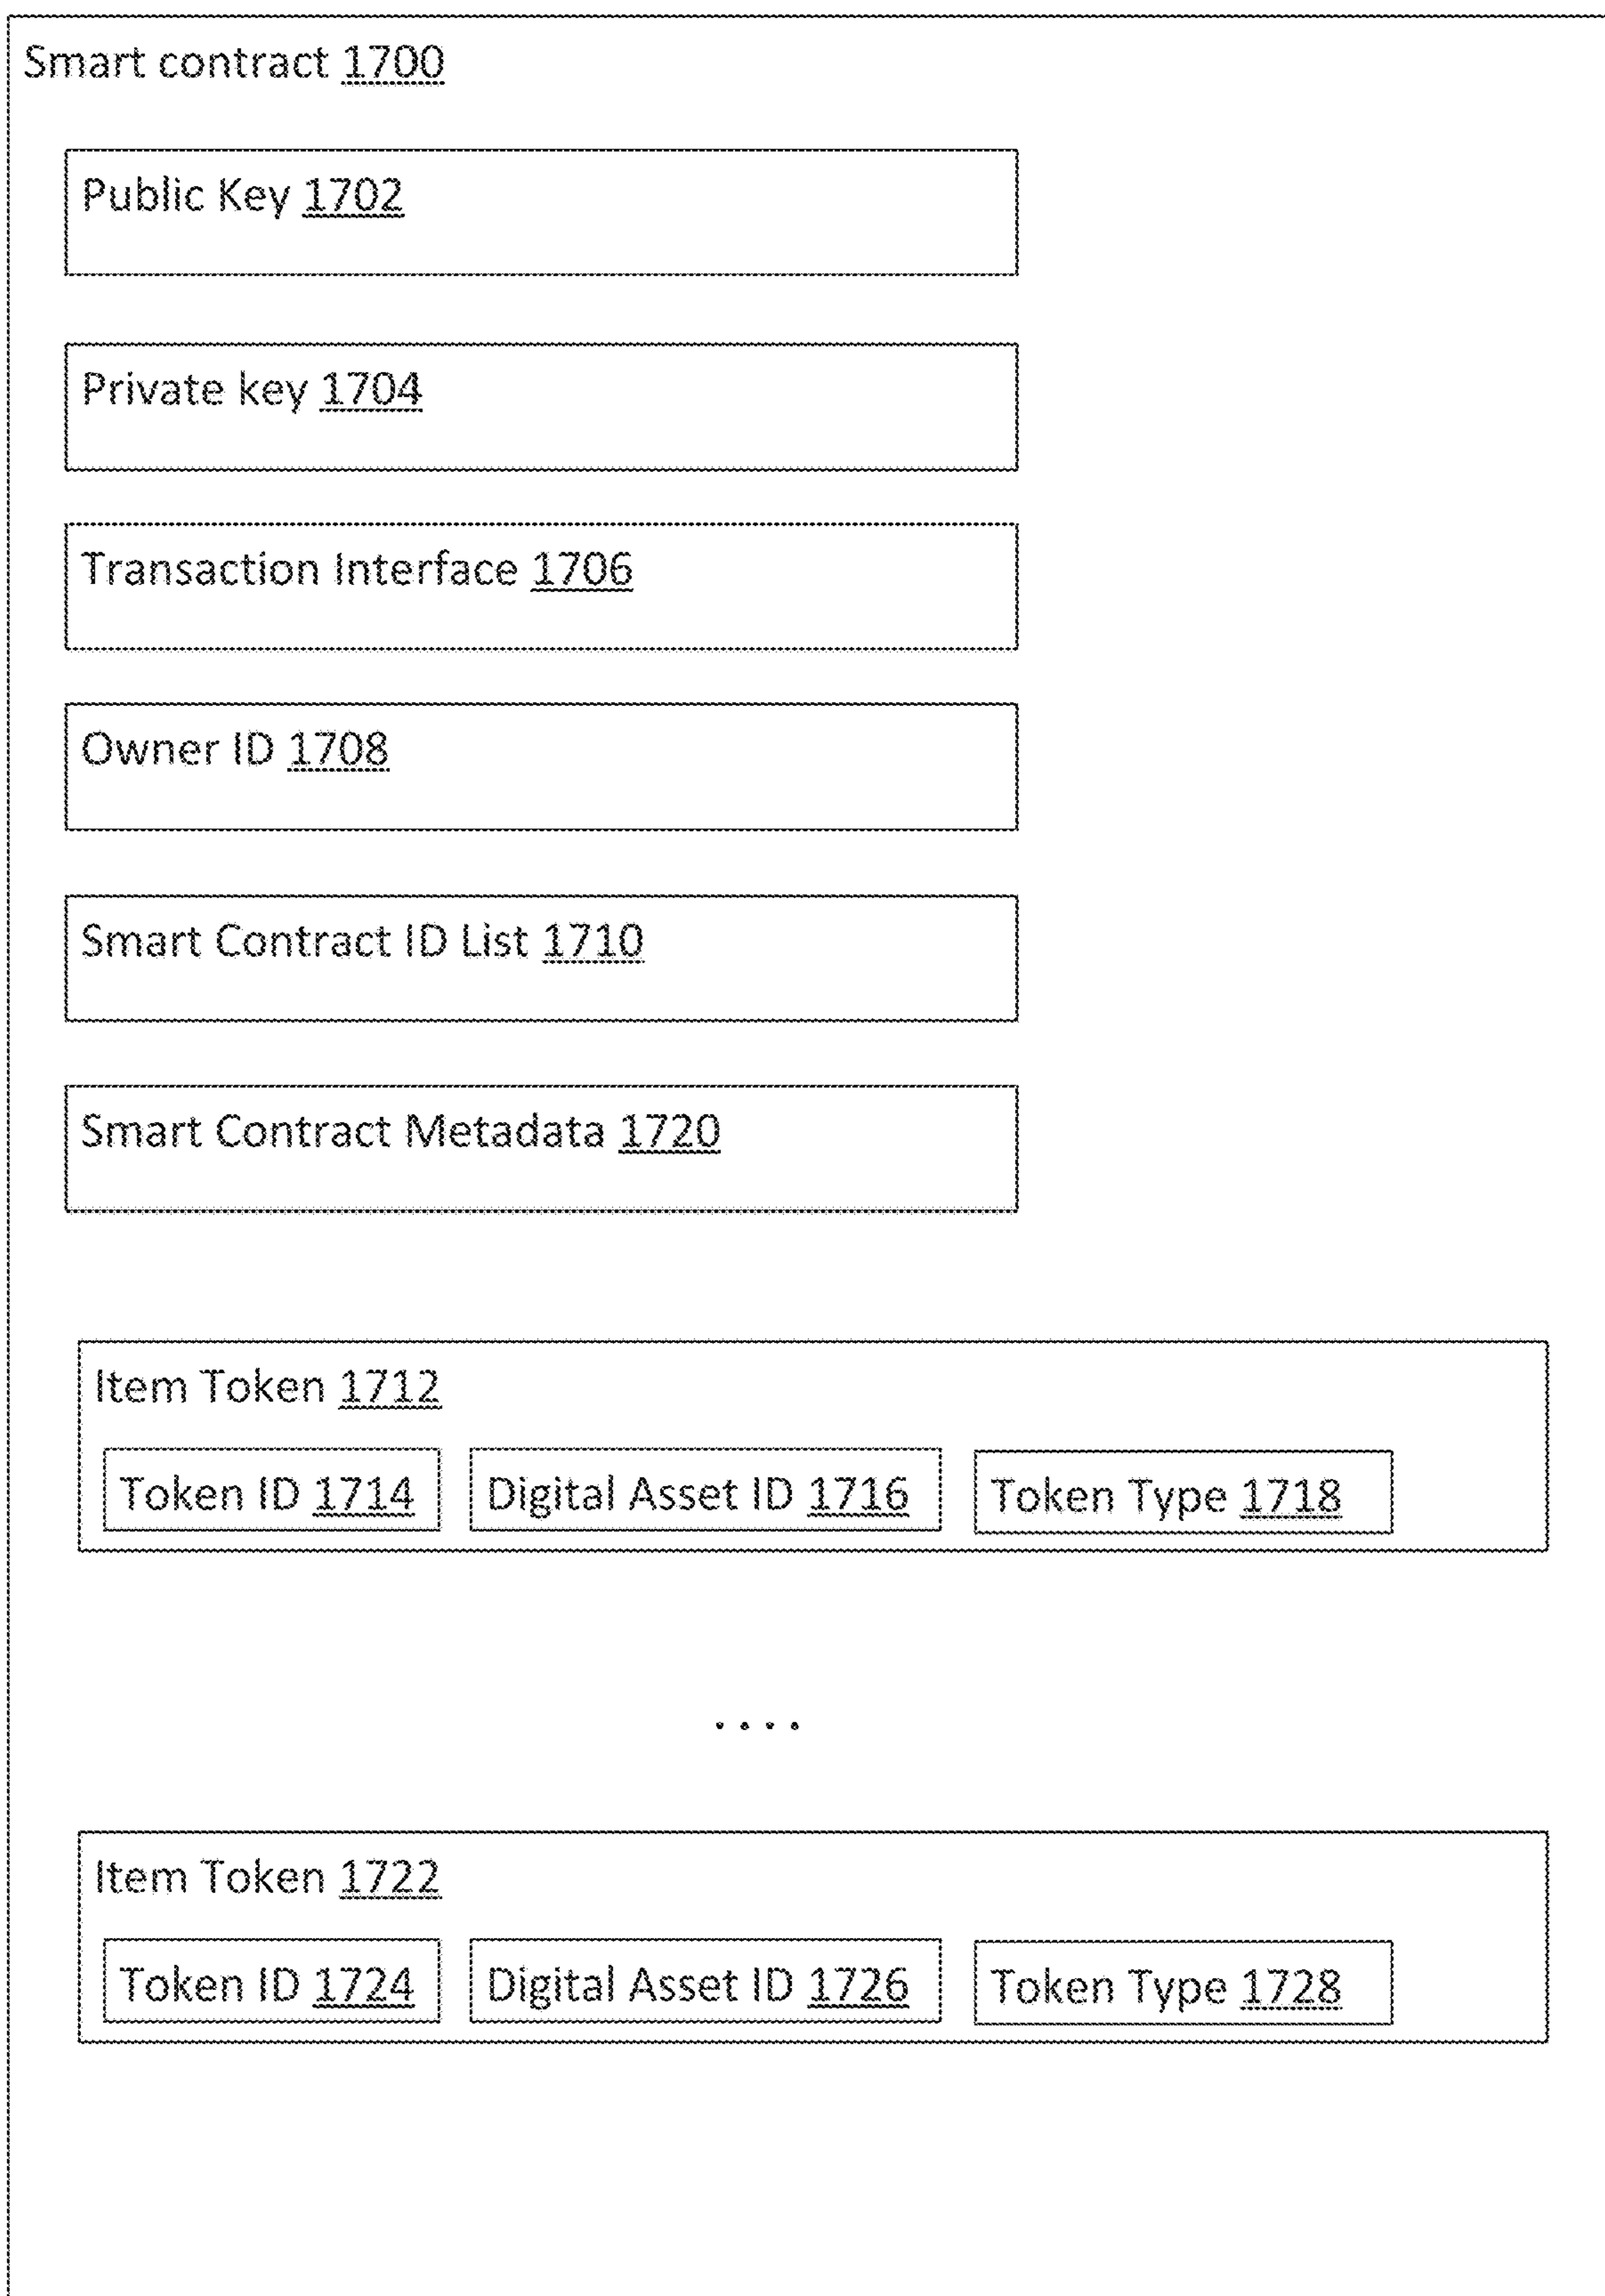 Smart contract 1700
Public Key 1702
Private key 1704
Transaction Interface 1706
Owner ID 1708
Smart Contract ID List 1710
Smart Contract Metadata 1720
Item Token 1712
Token ID 1714 Digital Asset ID 1716 Token Type 1718
....
Item Token 1722
Token ID 1724 Digital Asset ID 1726 Token Type 1728